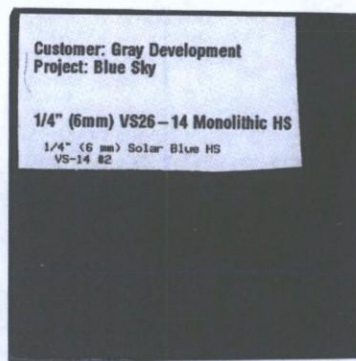 Customer: Gray Development
Project: Blue Sky
1/4" (6mm) VS26–14 Monolithic HS
1/4" (6 mm) Solar Blue HS
VS-14 #2